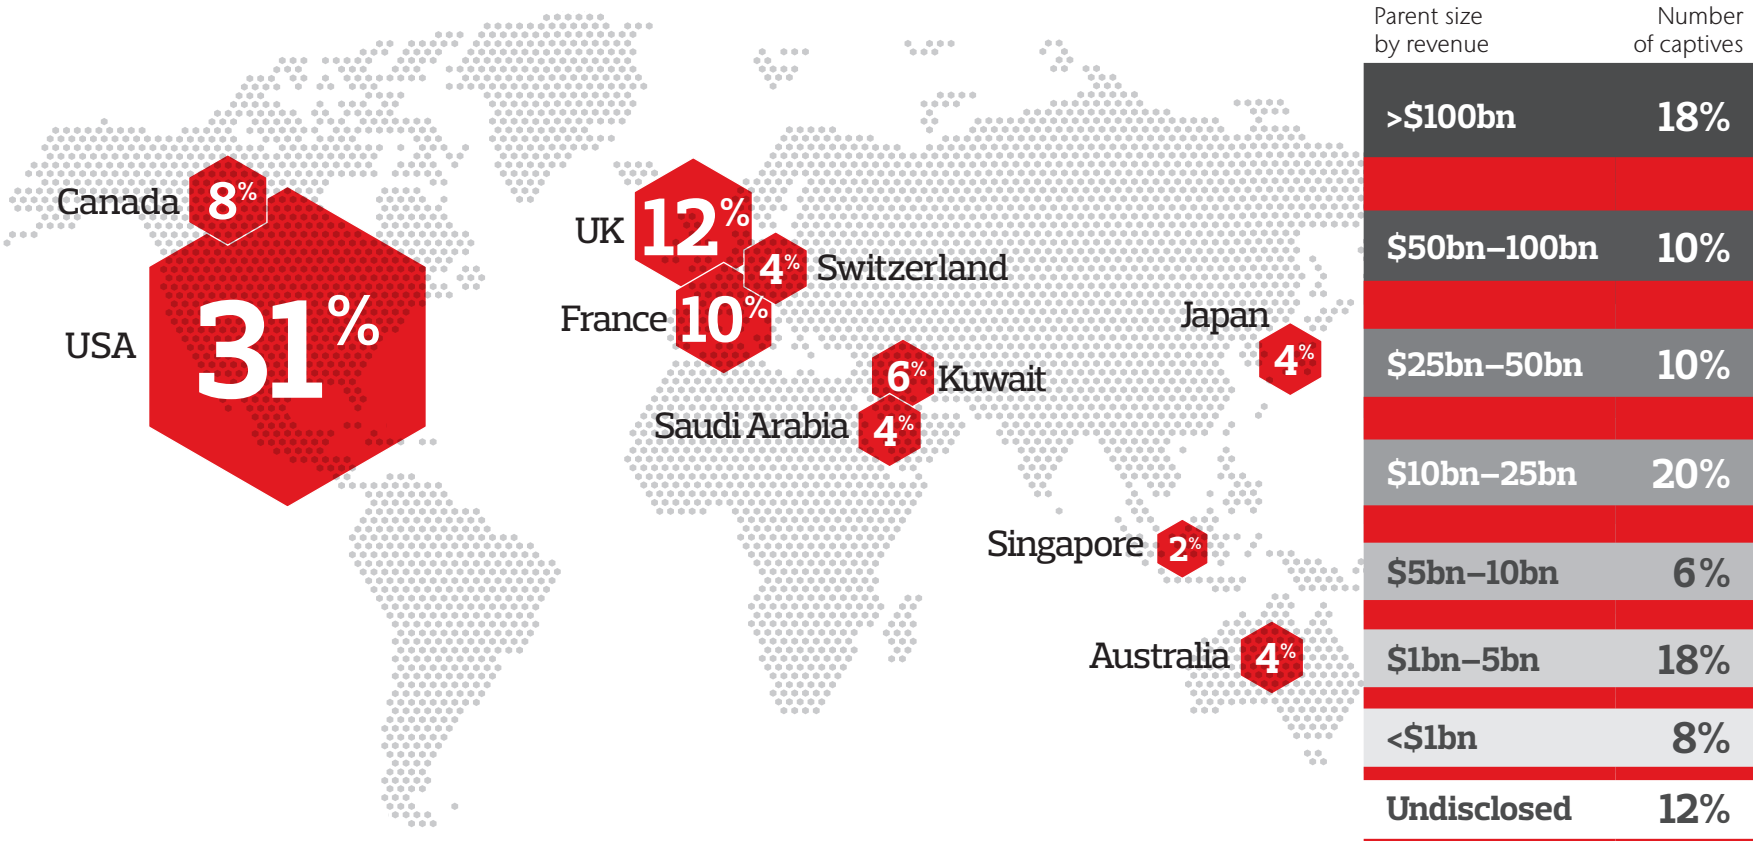 Canada 8%
USA 31%
UK 12%
4% Switzerland
France 10%
6% Kuwait
Saudi Arabia 4%
Japan
4%
Singapore 2%
Australia 4%
Parent size
by revenue
Number
of captives
>$100bn 18%
$50bn–100bn 10%
$25bn–50bn 10%
$10bn–25bn 20%
$5bn–10bn 6%
$1bn–5bn 18%
<$1bn 8%
Undisclosed 12%